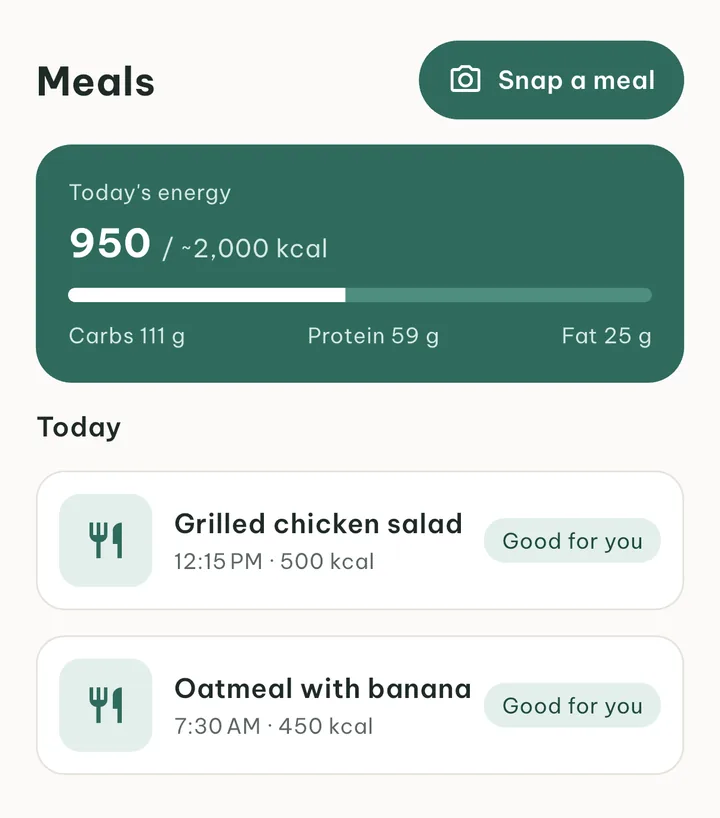 Meals
Snap a meal
Today's energy
950 / ~2,000 kcal
Carbs 111 g
Protein 59 g
Fat 25 g
Today
Grilled chicken salad
12:15 PM · 500 kcal
Good for you
Oatmeal with banana
7:30 AM · 450 kcal
Good for you